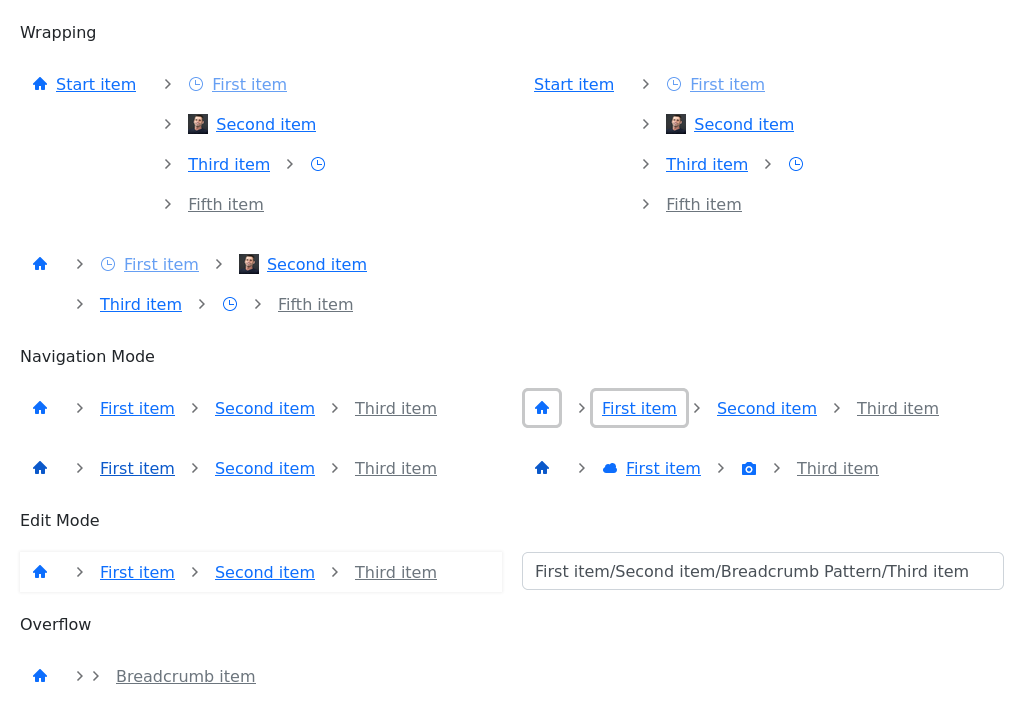 Wrapping
Start item First item Start item First item
Second item Second item
Third item Third item
Fifth item Fifth item
First item Second item
Third item Fifth item
Navigation Mode
First item Second item Third item First item Second item Third item
First item Second item Third item First item Third item
Edit Mode
First item Second item Third item First item/Second item/Breadcrumb Pattern/Third item
Overflow
Breadcrumb item